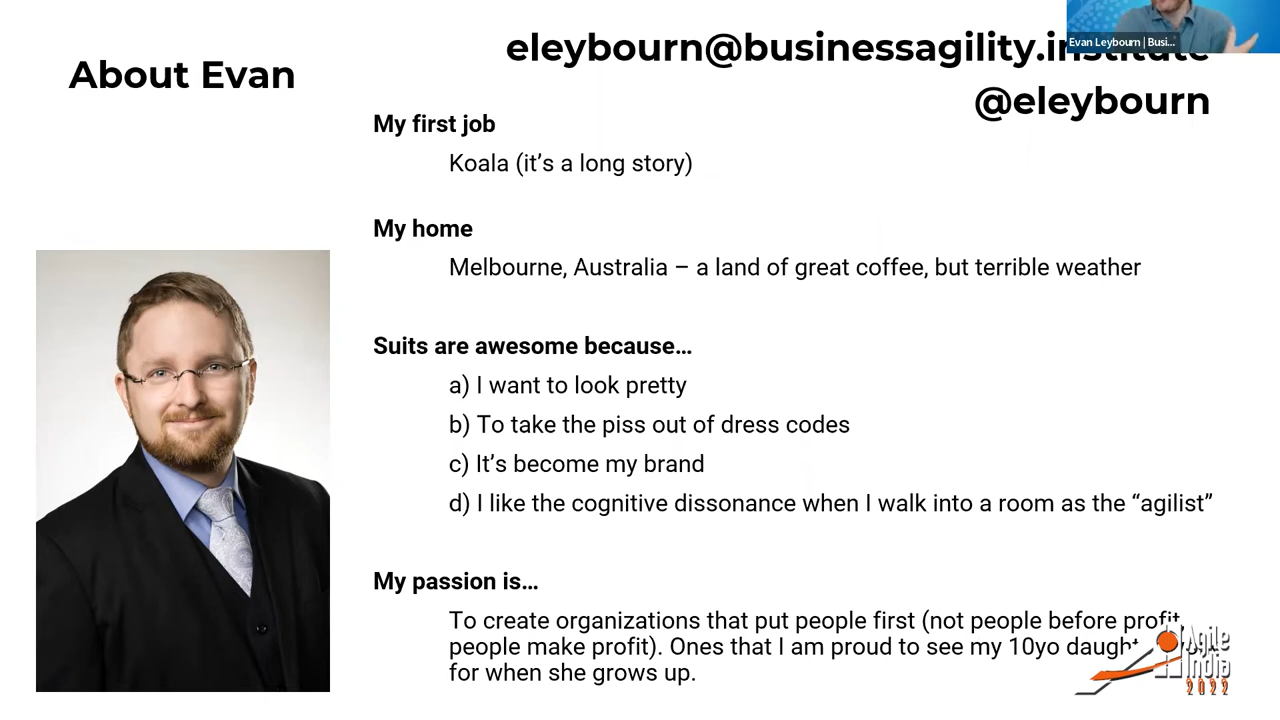 About Evan
eleybourn@businessagility.institute
@eleybourn
Evan Leybourn | Busi...
My first job
Koala (it’s a long story)
My home
Melbourne, Australia – a land of great coffee, but terrible weather
Suits are awesome because…
a) I want to look pretty
b) To take the piss out of dress codes
c) It’s become my brand
d) I like the cognitive dissonance when I walk into a room as the “agilist”
My passion is…
To create organizations that put people first (not people before profit,
people make profit). Ones that I am proud to see my 10yo
for when she grows up.
Agile
India
2022